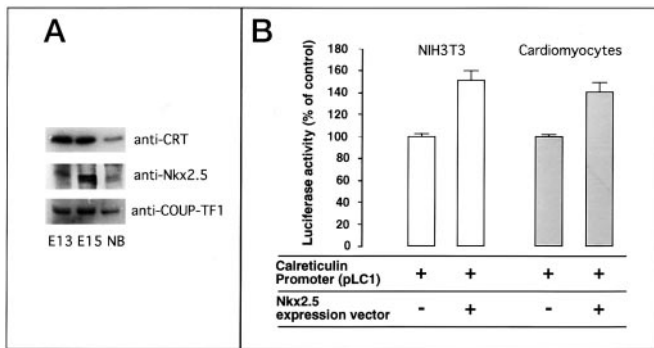 A
anti-CRT
anti-Nkx2.5
anti-COUP-TF1
E13 E15 NB
B
Luciferase activity (% of control)
180
160
140
120
100
80
60
40
20
0
NIH3T3 Cardiomyocytes
Calreticulin
Promoter (pLC1) + + + +
Nkx2.5
expression vector - + - +